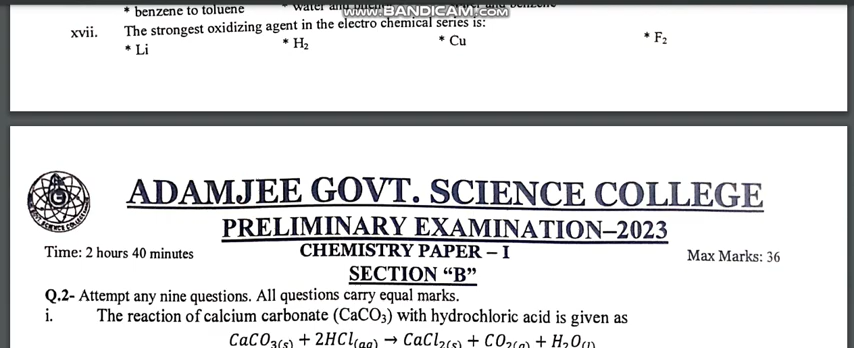 * benzene to toluene * water and
www.BANDICAM.com
xvii. The strongest oxidizing agent in the electro chemical series is:
* Li * H₂ * Cu * F₂
ADAMJEE GOVT. SCIENCE COLLEGE
PRELIMINARY EXAMINATION–2023
Time: 2 hours 40 minutes CHEMISTRY PAPER – I Max Marks: 36
SECTION “B”
Q.2- Attempt any nine questions. All questions carry equal marks.
i. The reaction of calcium carbonate (CaCO₃) with hydrochloric acid is given as
CaCO₃(s) + 2HCl(aq) → CaCl₂(s) + CO₂(g) + H₂O(l)